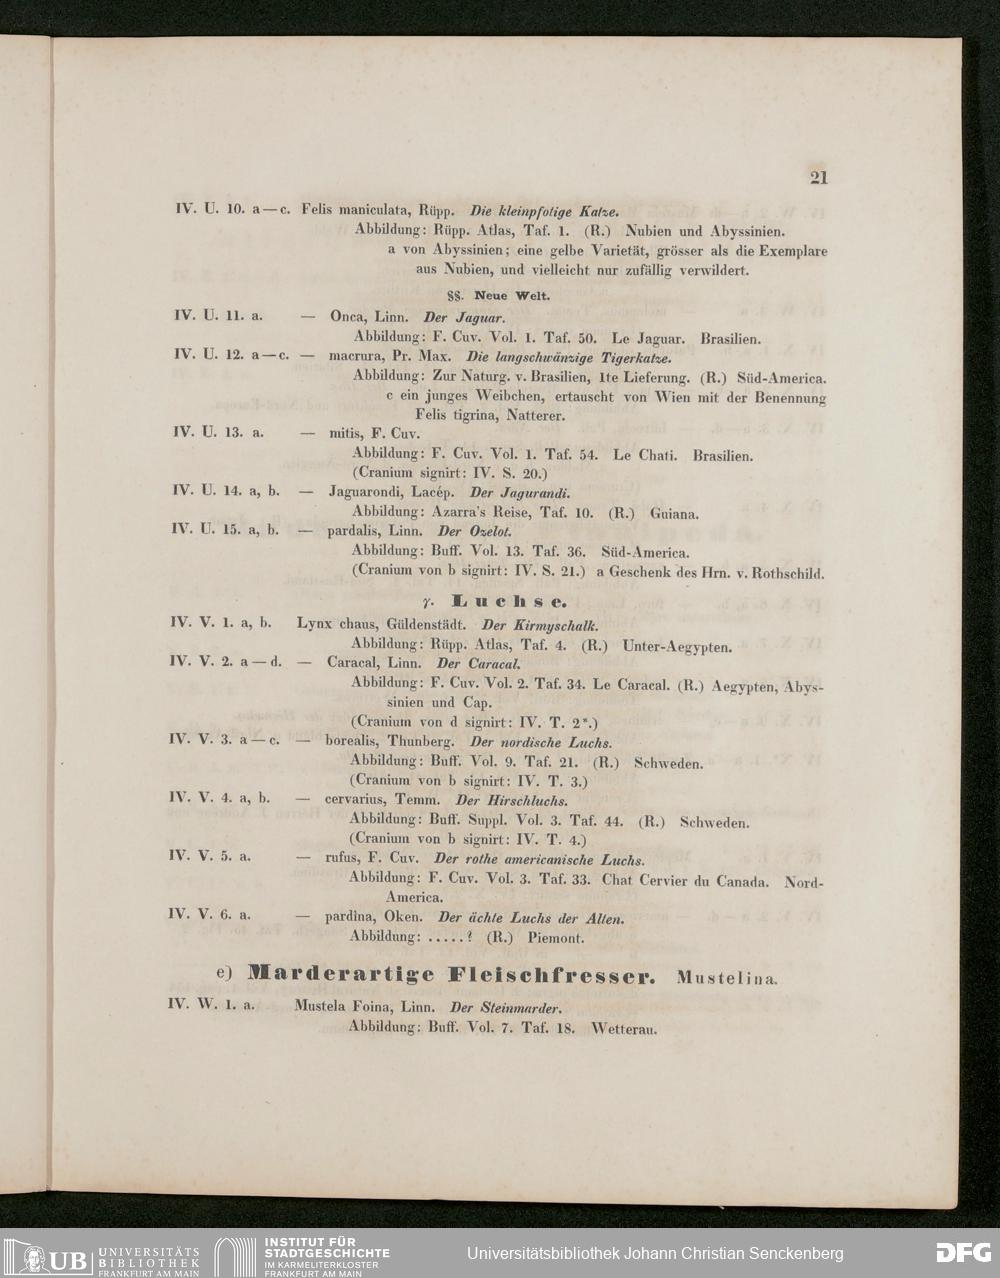 21
IV. U. 10. a—c. Felis maniculata, Rüpp. Die kleinpfotige Katze.
Abbildung: Rüpp. Atlas, Taf. 1. (R.) Nubien und Abyssinien.
a von Abyssinien; eine gelbe Varietät, grösser als die Exemplare
aus Nubien, und vielleicht nur zufällig verwildert.
§§. Neue Welt.
IV. U. 11. a. — Onca, Linn. Der Jaguar.
Abbildung: F. Cuv. Vol. 1. Taf. 50. Le Jaguar. Brasilien.
IV. U. 12. a—c. — macrura, Pr. Max. Die langschwänzige Tigerkatze.
Abbildung: Zur Naturg. v. Brasilien, 1te Lieferung. (R.) Süd-America.
c ein junges Weibchen, ertauscht von Wien mit der Benennung
Felis tigrina, Natterer.
IV. U. 13. a. — mitis, F. Cuv.
Abbildung: F. Cuv. Vol. 1. Taf. 54. Le Chati. Brasilien.
(Cranium signirt: IV. S. 20.)
IV. U. 14. a, b. — Jaguarondi, Lacép. Der Jagurandi.
Abbildung: Azarra's Reise, Taf. 10. (R.) Guiana.
IV. U. 15. a, b. — pardalis, Linn. Der Ozelot.
Abbildung: Buff. Vol. 13. Taf. 36. Süd-America.
(Cranium von b signirt: IV. S. 21.) a Geschenk des Hrn. v. Rothschild.
γ. Luchse.
IV. V. 1. a, b. Lynx chaus, Güldenstädt. Der Kirmyschalk.
Abbildung: Rüpp. Atlas, Taf. 4. (R.) Unter-Aegypten.
IV. V. 2. a—d. — Caracal, Linn. Der Caracal.
Abbildung: F. Cuv. Vol. 2. Taf. 34. Le Caracal. (R.) Aegypten, Abys-
sinien und Cap.
(Cranium von d signirt: IV. T. 2*.)
IV. V. 3. a—c. — borealis, Thunberg. Der nordische Luchs.
Abbildung: Buff. Vol. 9. Taf. 21. (R.) Schweden.
(Cranium von b signirt: IV. T. 3.)
IV. V. 4. a, b. — cervarius, Temm. Der Hirschluchs.
Abbildung: Buff. Suppl. Vol. 3. Taf. 44. (R.) Schweden.
(Cranium von b signirt: IV. T. 4.)
IV. V. 5. a. — rufus, F. Cuv. Der rothe americanische Luchs.
Abbildung: F. Cuv. Vol. 3. Taf. 33. Chat Cervier du Canada. Nord-
America.
IV. V. 6. a. — pardina, Oken. Der ächte Luchs der Alten.
Abbildung: .....? (R.) Piemont.
e) Marderartige Fleischfresser. Mustelina.
IV. W. 1. a. Mustela Foina, Linn. Der Steinmarder.
Abbildung: Buff. Vol. 7. Taf. 18. Wetterau.
UB UNIVERSITÄTS
BIBLIOTHEK
FRANKFURT AM MAIN
INSTITUT FÜR
STADTGESCHICHTE
IM KARMELITERKLOSTER
FRANKFURT AM MAIN
Universitätsbibliothek Johann Christian Senckenberg
DFG